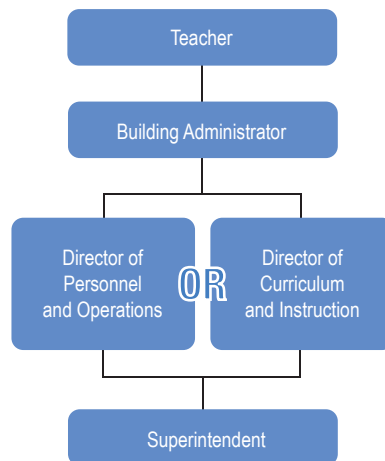 Teacher
Building Administrator
Director of
Personnel
and Operations
OR
Director of
Curriculum
and Instruction
Superintendent